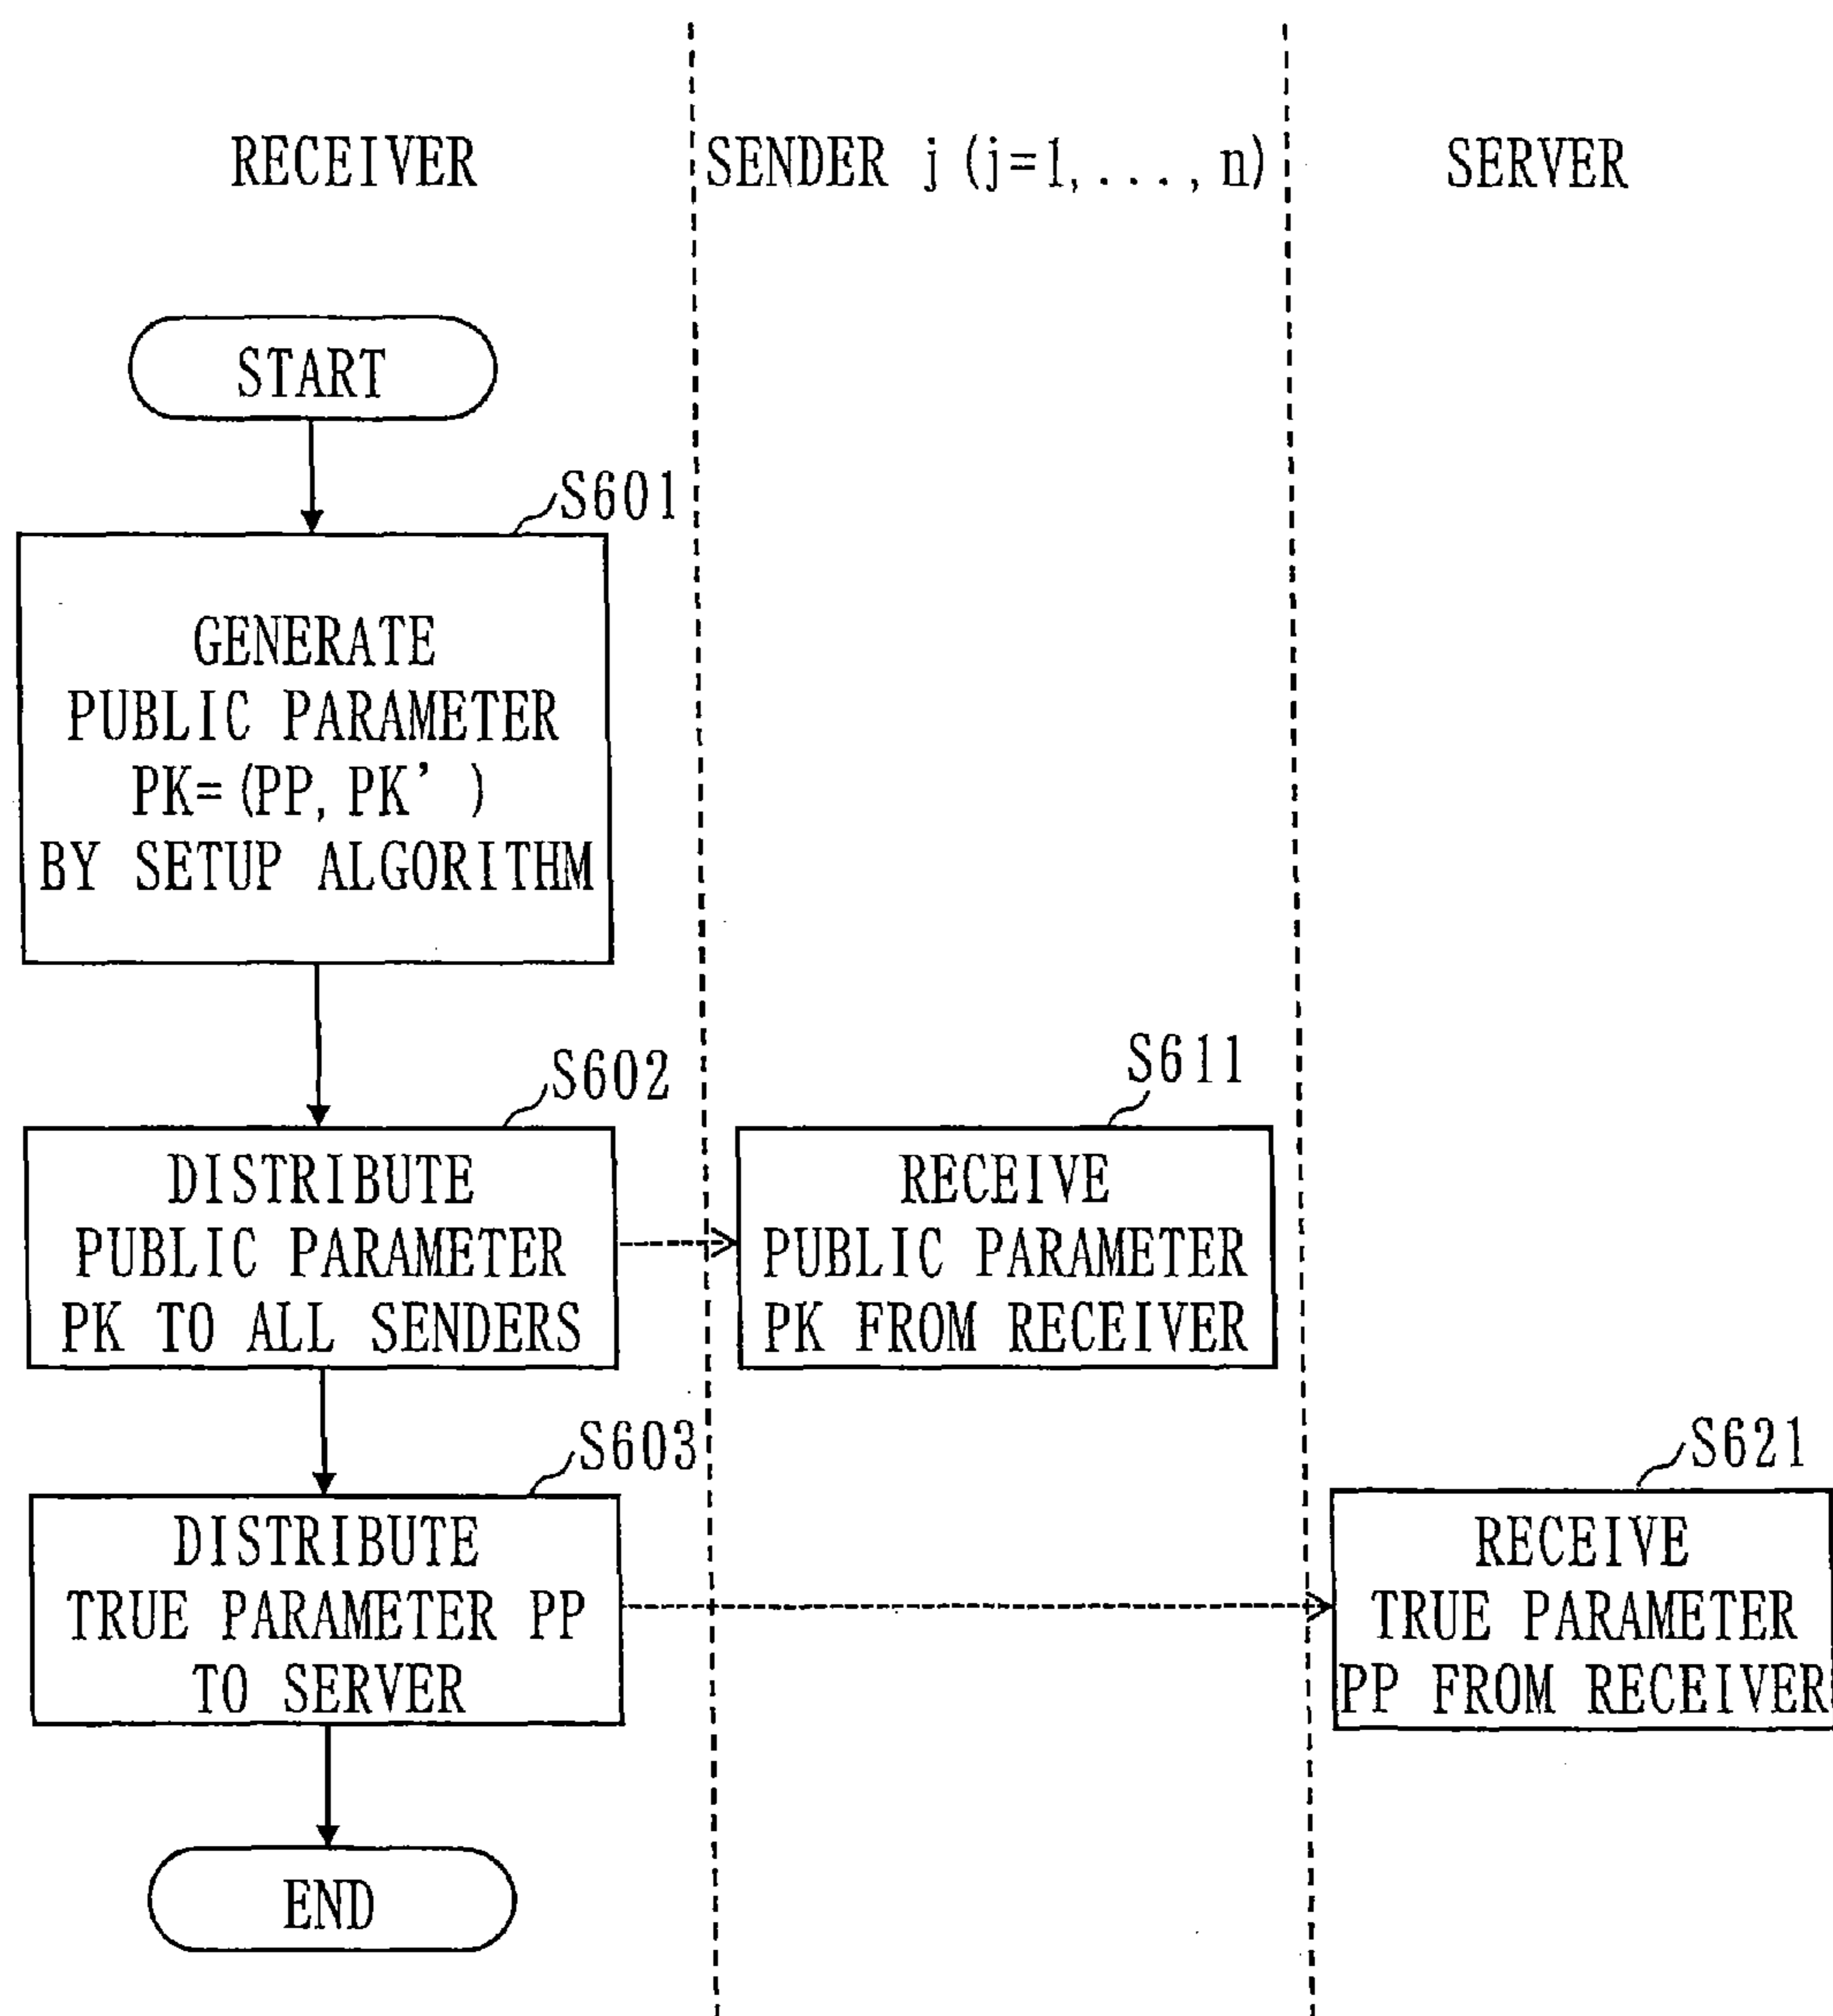 RECEIVER
SENDER j (j=1, ..., n)
SERVER
START
S601
GENERATE
PUBLIC PARAMETER
PK=(PP, PK' )
BY SETUP ALGORITHM
S602
DISTRIBUTE
PUBLIC PARAMETER
PK TO ALL SENDERS
S611
RECEIVE
PUBLIC PARAMETER
PK FROM RECEIVER
S603
DISTRIBUTE
TRUE PARAMETER PP
TO SERVER
S621
RECEIVE
TRUE PARAMETER
PP FROM RECEIVER
END